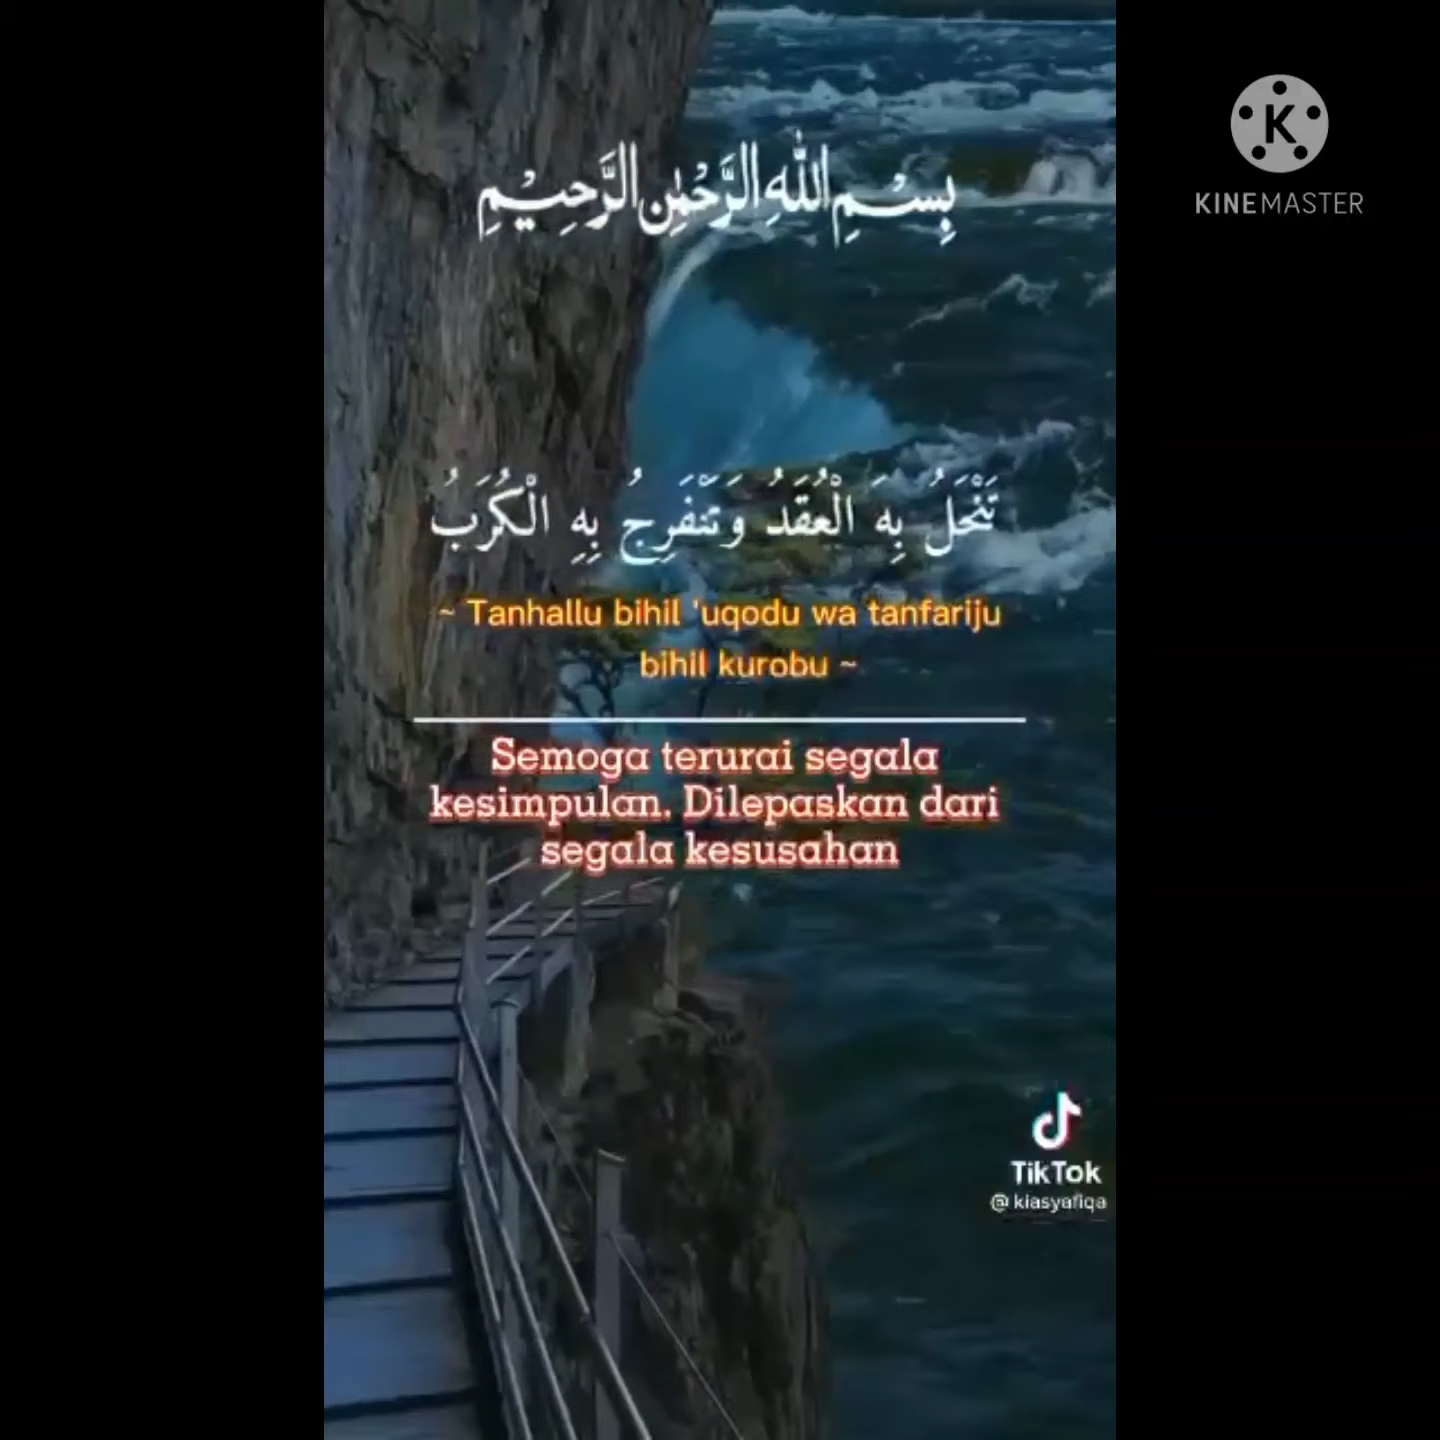 بِسْمِ اللهِ الرَّحْمٰنِ الرَّحِيْمِ
K
KINEMASTER
تَنْحَلُ بِهَ الْعُقَدُ وَتَنْفَرِجُ بِهِ الْكُرَبُ
~ Tanhallu bihil 'uqodu wa tanfariju
bihil kurobu ~
Semoga terurai segala
kesimpulan. Dilepaskan dari
segala kesusahan
TikTok
@kiasyafiqa